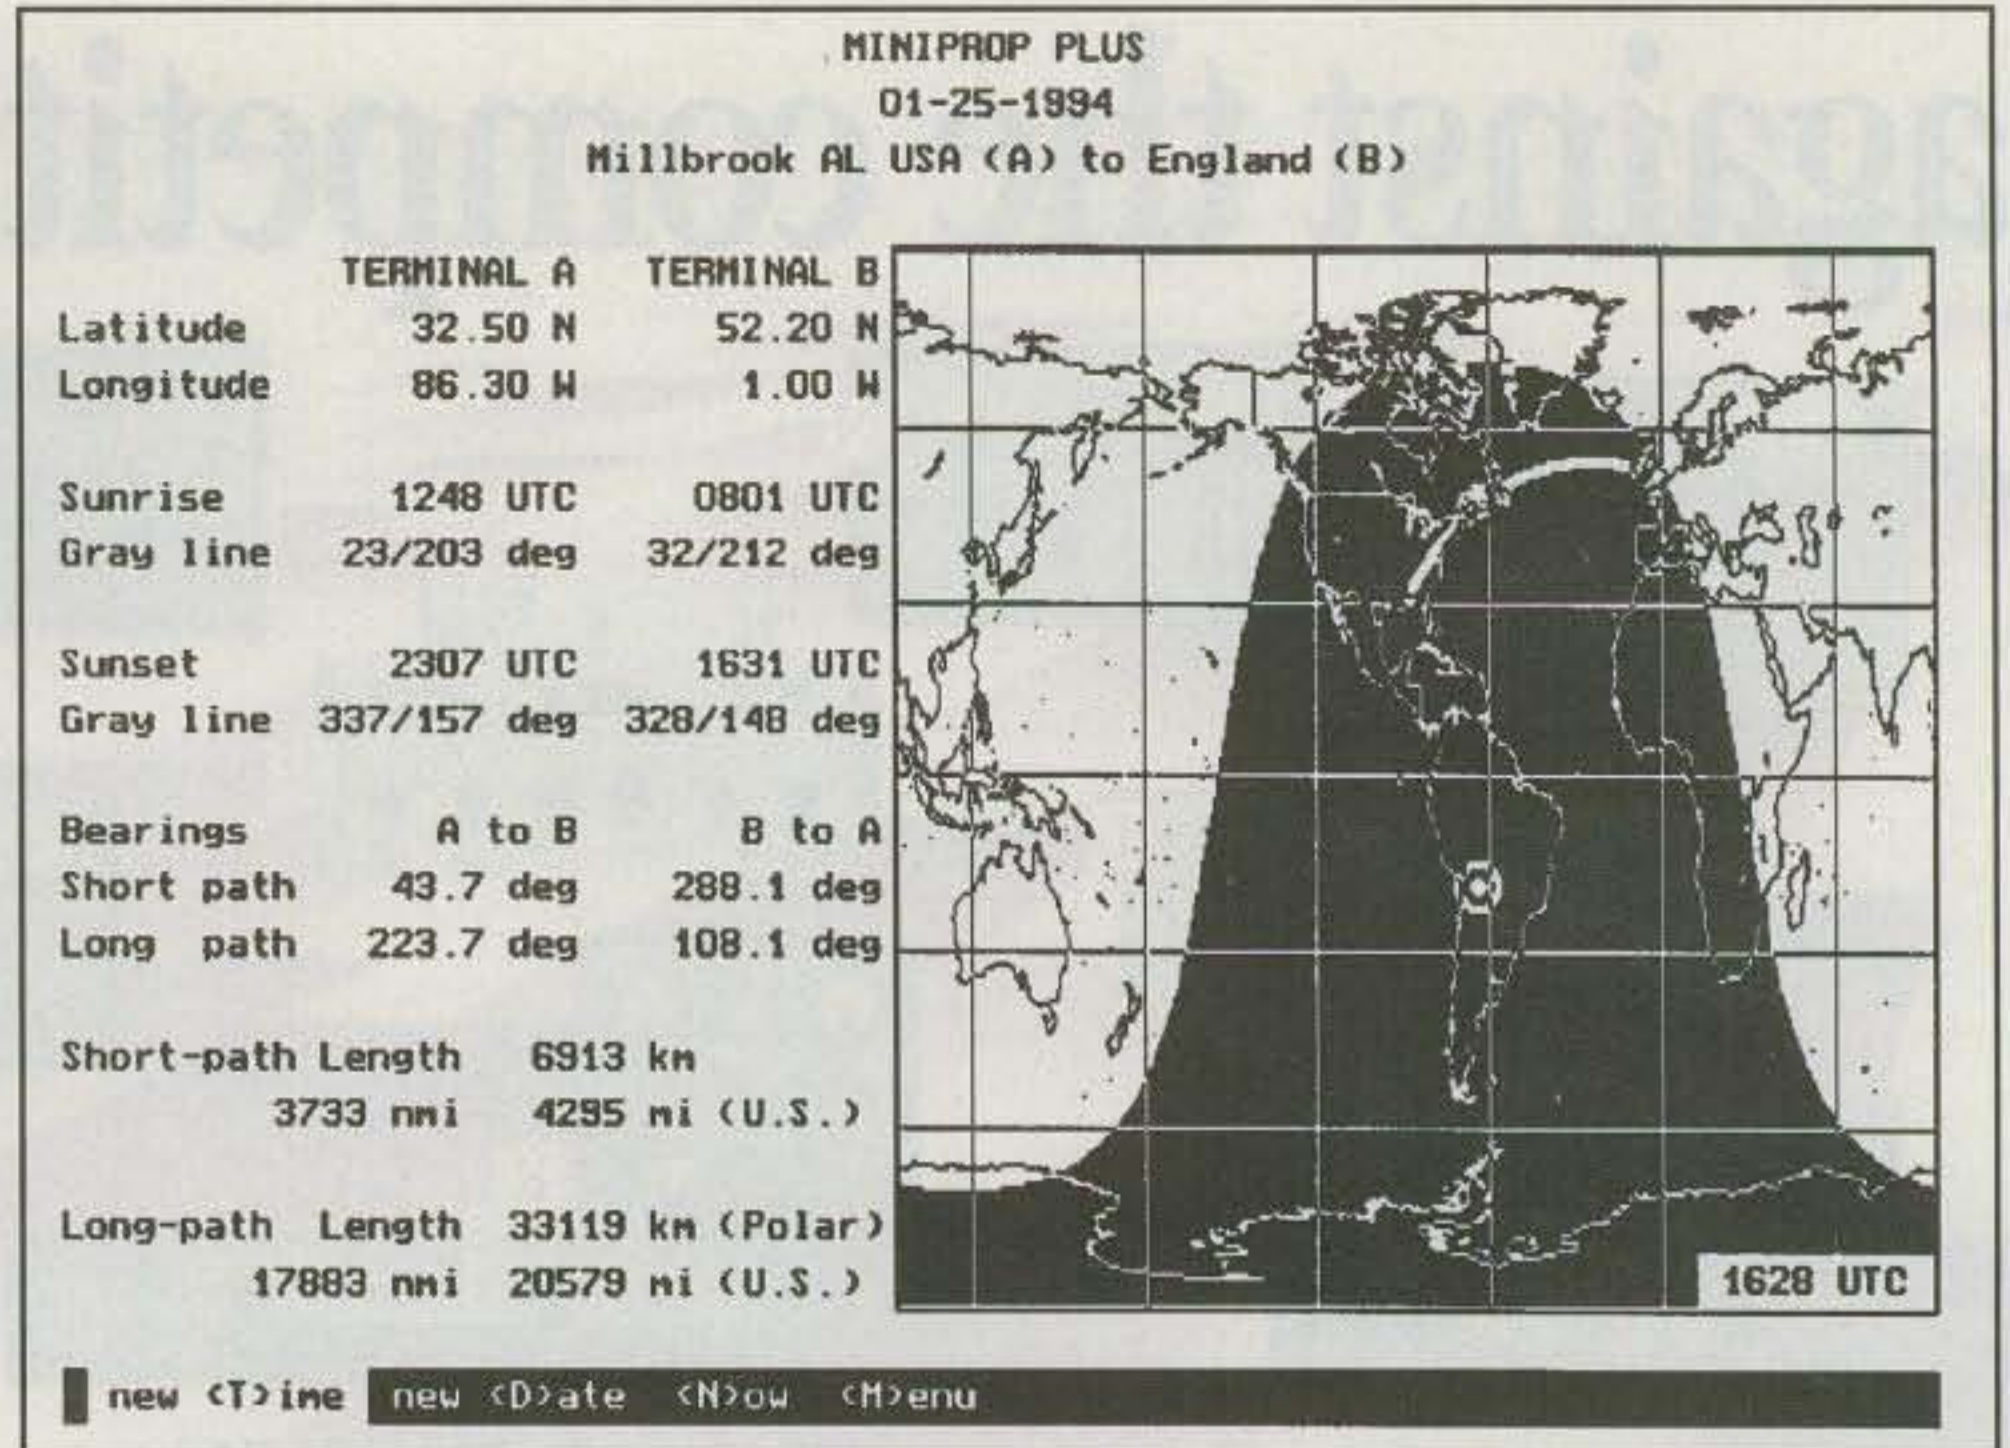 MINIPROP PLUS
01-25-1994
Millbrook AL USA (A) to England (B)
TERMINAL A TERMINAL B
Latitude 32.50 N 52.20 N
Longitude 86.30 W 1.00 W
Sunrise 1248 UTC 0801 UTC
Gray line 23/203 deg 32/212 deg
Sunset 2307 UTC 1631 UTC
Gray line 337/157 deg 328/148 deg
Bearings A to B B to A
Short path 43.7 deg 288.1 deg
Long path 223.7 deg 108.1 deg
Short-path Length 6913 km
3733 nmi 4295 mi (U.S.)
Long-path Length 33119 km (Polar)
17883 nmi 20579 mi (U.S.)
1628 UTC
new <T>ime new <D>ate <N>ow <M>enu